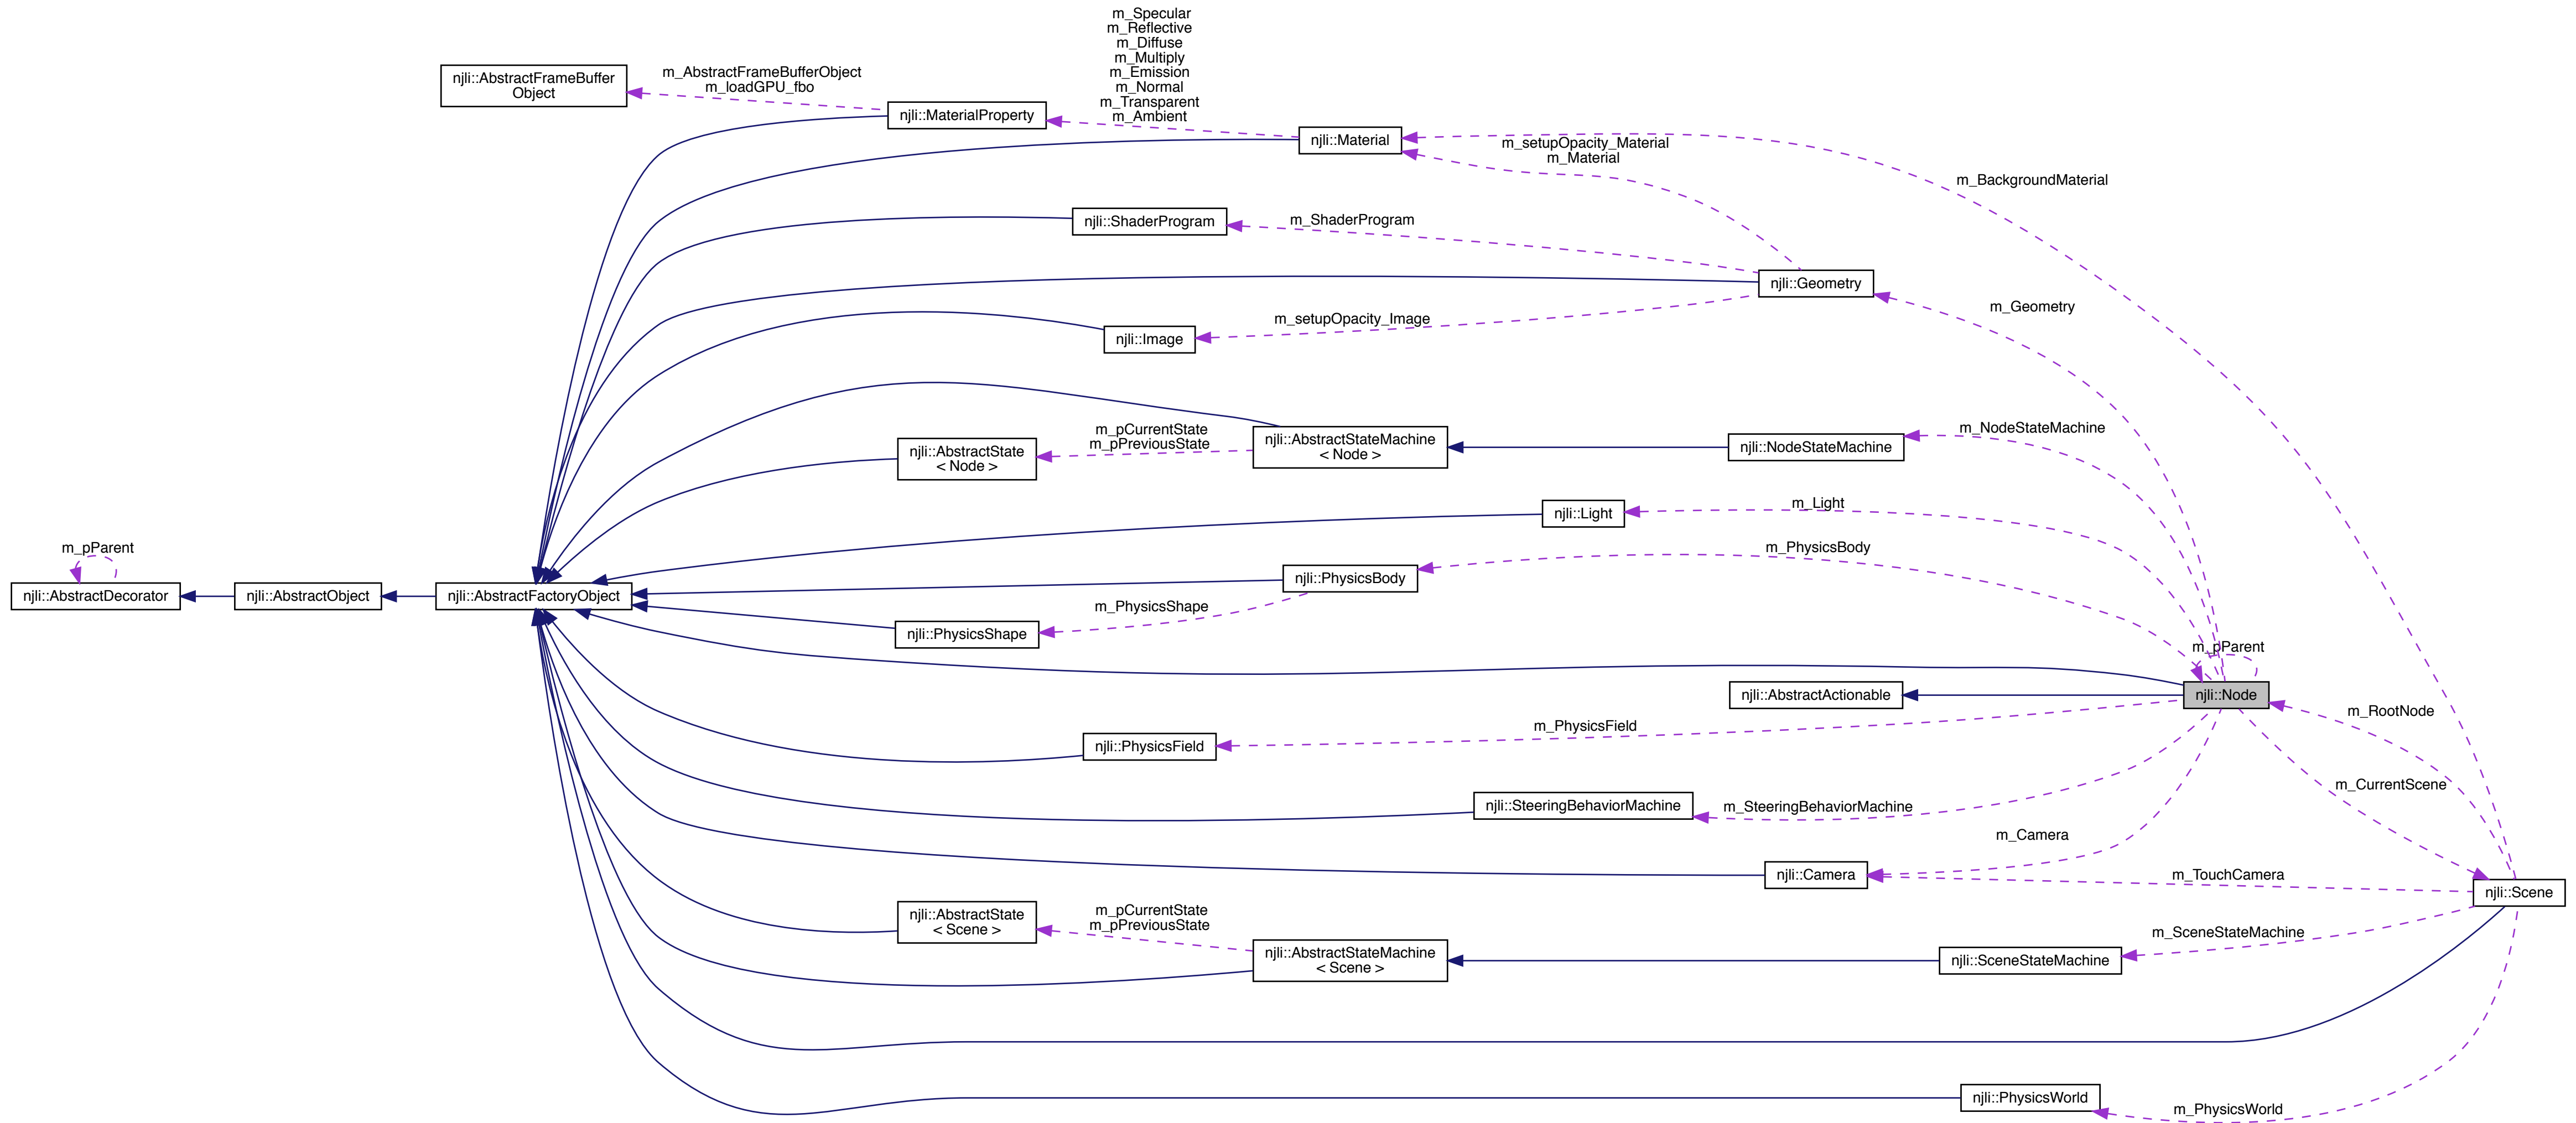 m_Specular
m_Reflective
m_Diffuse
m_Multiply
m_Emission
m_Normal
m_Transparent
m_Ambient
njli::AbstractFrameBuffer
Object
m_AbstractFrameBufferObject
m_loadGPU_fbo
njli::MaterialProperty
njli::Material
m_setupOpacity_Material
m_Material
m_BackgroundMaterial
njli::ShaderProgram
m_ShaderProgram
njli::Geometry
m_Geometry
m_setupOpacity_Image
njli::Image
njli::AbstractState
< Node >
m_pCurrentState
m_pPreviousState
njli::AbstractStateMachine
< Node >
njli::NodeStateMachine
m_NodeStateMachine
njli::Light
m_Light
m_pParent
njli::AbstractDecorator
njli::AbstractObject
njli::AbstractFactoryObject
njli::PhysicsBody
m_PhysicsBody
m_PhysicsShape
njli::PhysicsShape
m_pParent
njli::AbstractActionable
njli::Node
m_RootNode
njli::PhysicsField
m_PhysicsField
m_CurrentScene
njli::SteeringBehaviorMachine
m_SteeringBehaviorMachine
m_Camera
njli::Camera
m_TouchCamera
njli::Scene
njli::AbstractState
< Scene >
m_pCurrentState
m_pPreviousState
njli::AbstractStateMachine
< Scene >
njli::SceneStateMachine
m_SceneStateMachine
njli::PhysicsWorld
m_PhysicsWorld